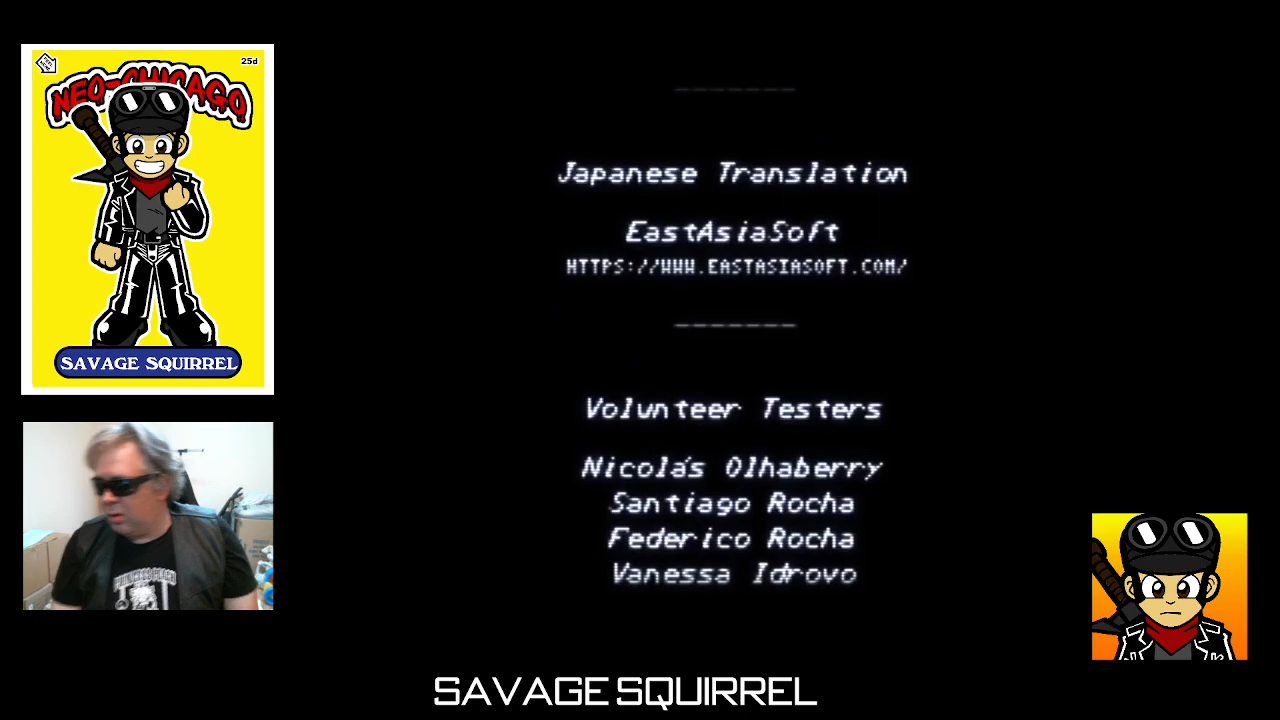 25d
NEO-CHICAGO
SAVAGE SQUIRREL
Japanese Translation
EastAsiaSoft
HTTPS://WWW.EASTASIASOFT.COM/
-------
Volunteer Testers
Nicolás Olhaberry
Santiago Rocha
Federico Rocha
Vanessa Idrovo
SAVAGE SQUIRREL